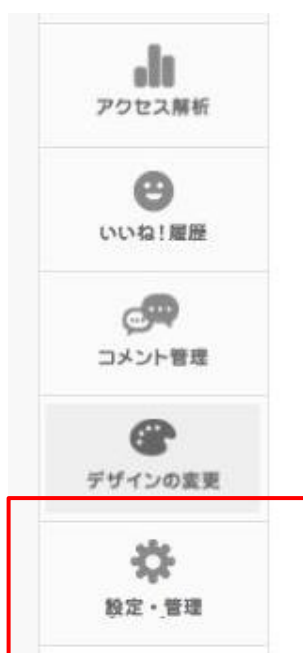 アクセス解析
いいね!履歴
コメント管理
デザインの変更
設定・管理